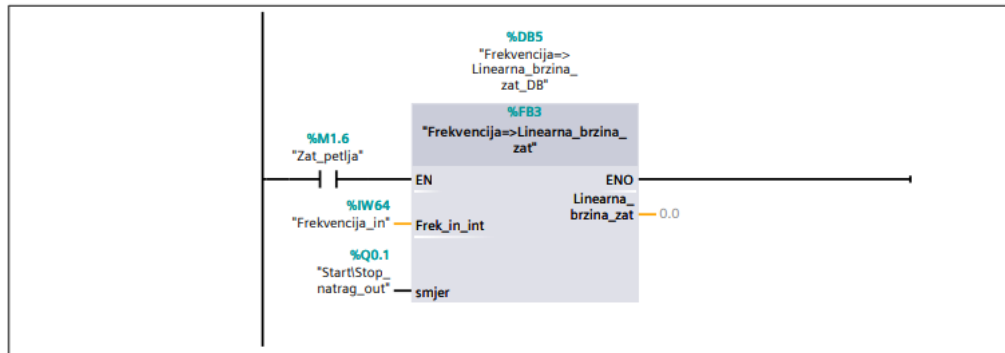 %DB5
"Frekvencija=>
Linearna_brzina_
zat_DB"
%FB3
"Frekvencija=>Linearna_brzina_
zat"
%M1.6
"Zat_petlja"
EN
ENO
%IW64
"Frekvencija_in"
Frek_in_int
Linearna_
brzina_zat
0.0
%Q0.1
"Start\Stop_
natrag_out"
smjer